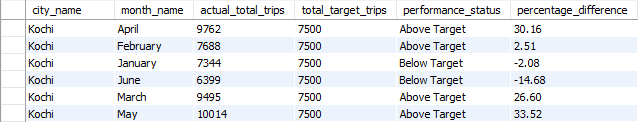 city_name month_name actual_total_trips total_target_trips performance_status percentage_difference
Kochi April 9762 7500 Above Target 30.16
Kochi February 7688 7500 Above Target 2.51
Kochi January 7344 7500 Below Target -2.08
Kochi June 6399 7500 Below Target -14.68
Kochi March 9495 7500 Above Target 26.60
Kochi May 10014 7500 Above Target 33.52